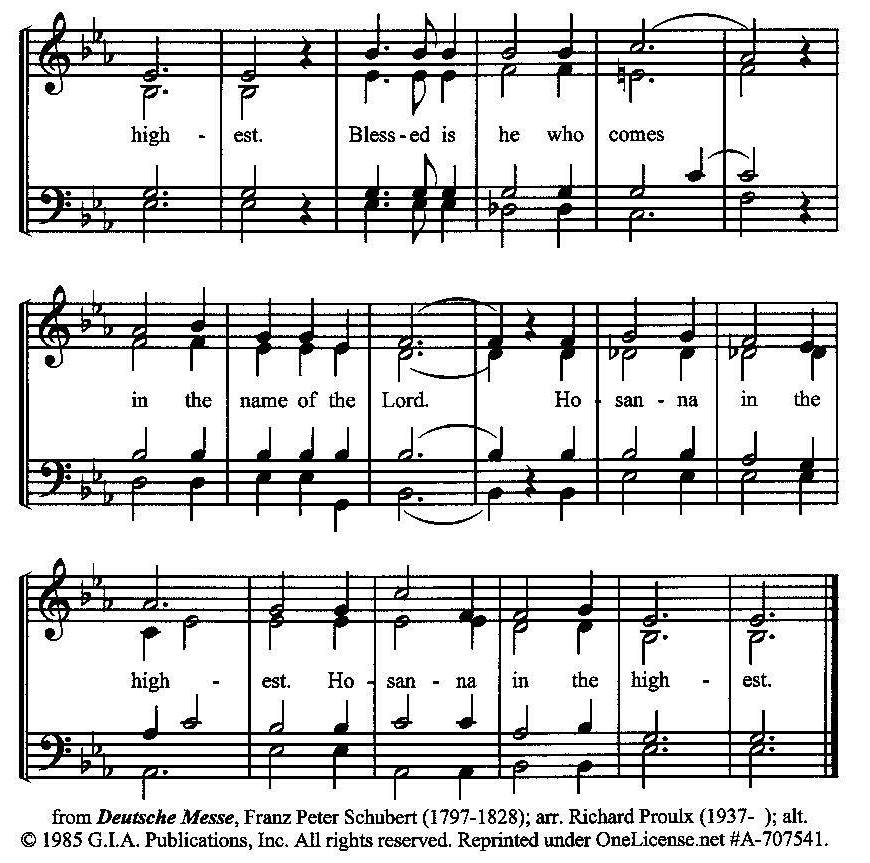 high - est. Bless - ed is he who comes
in the name of the Lord. Ho - san - na in the
high - est. Ho - san - na in the high - est.
from Deutsche Messe, Franz Peter Schubert (1797-1828); arr. Richard Proulx (1937- ); alt.
© 1985 G.I.A. Publications, Inc. All rights reserved. Reprinted under OneLicense.net #A-707541.